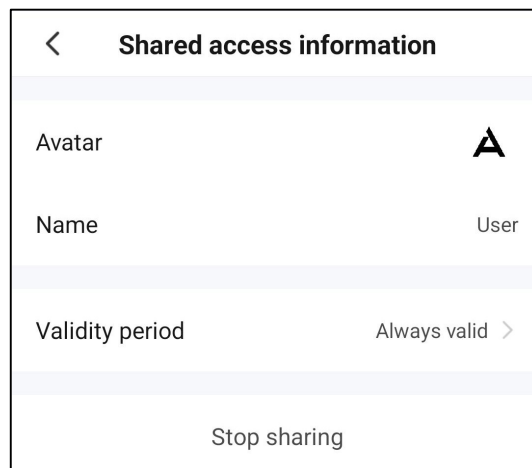 Shared access information
Avatar
Name User
Validity period Always valid
Stop sharing